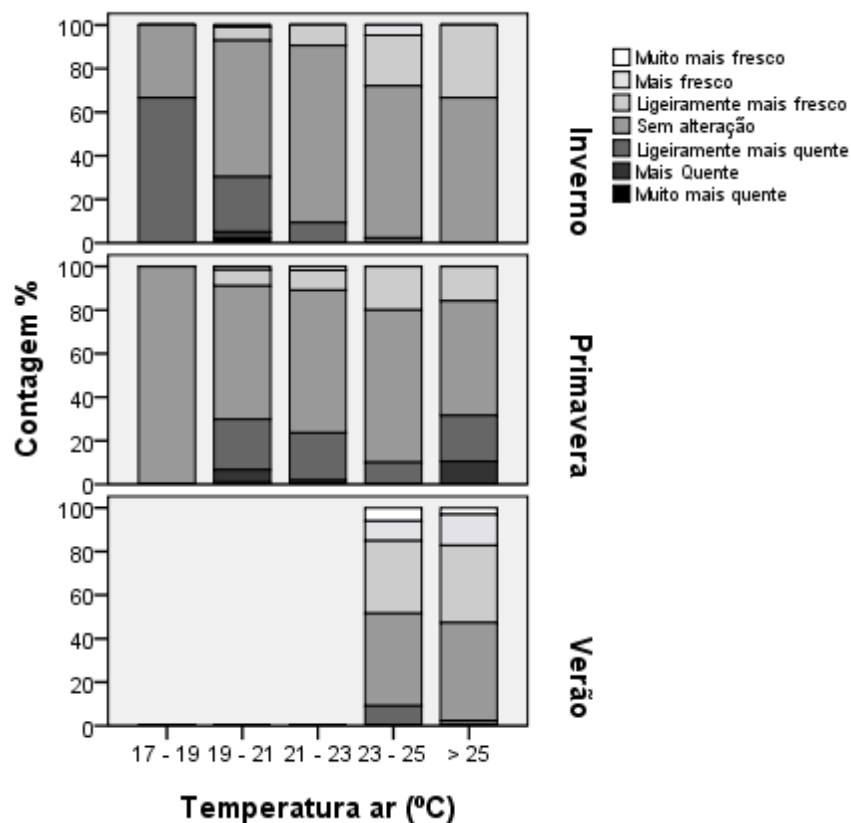 Muito mais fresco
Mais fresco
Ligeiramente mais fresco
Sem alteração
Ligeiramente mais quente
Mais Quente
Muito mais quente
Contagem %
100
80
60
40
20
0
Inverno
100
80
60
40
20
0
Primavera
100
80
60
40
20
0
Verão
17 - 19 19 - 21 21 - 23 23 - 25 > 25
Temperatura ar (ºC)